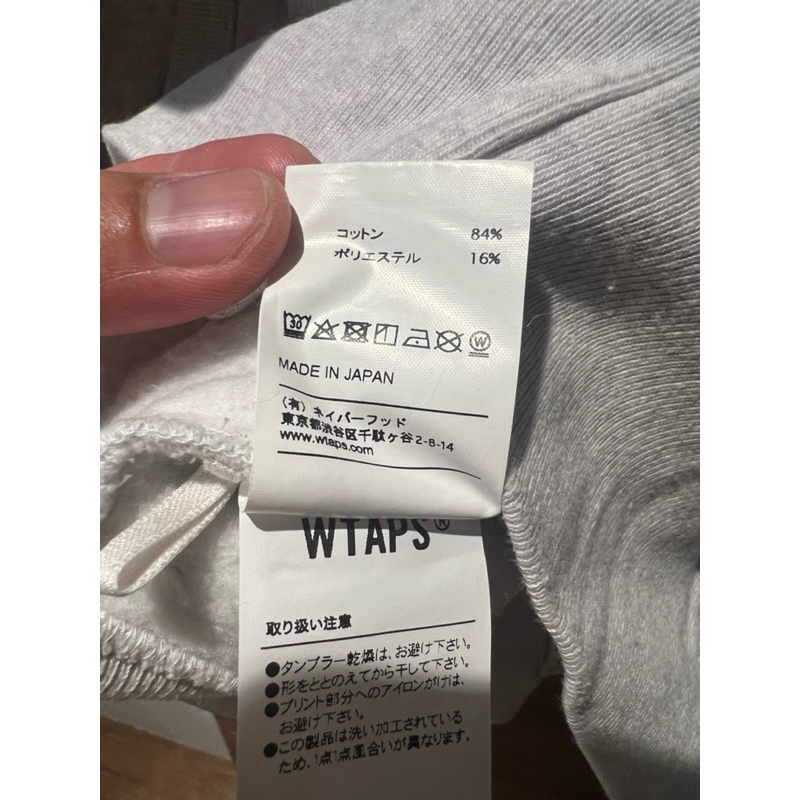 コットン 84%
ポリエステル 16%
30 W
MADE IN JAPAN
(有) ネイバーフッド
東京都渋谷区千駄ヶ谷2-8-14
www.wtaps.com
WTAPS®
取り扱い注意
●タンブラー乾燥は、お避け下さい。
●形をととのえてから干して下さい。
●プリント部分へのアイロンがけは、
お避け下さい。
●この製品は洗い加工されている
ため、1点1点風合いが異なります。